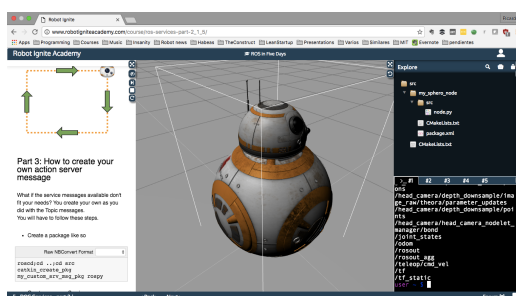 Robot Ignite
www.robotigniteacademy.com/course/ros-services-part-2_1_6/
Apps Programming Courses Music Insanity Robot news Habeas TheConstruct LeanStartup Presentations Varios Similares MIT Evernote pendientes
Robot Ignite Academy
ROS in Five Days
Part 3: How to create your
own action server
message
What if the service messages available don't
fit your needs? You create your own as you
did with the Topic messages.
You will have to follow these steps.
• Create a package like so
Raw NBConvert Format
roscd;cd ..;cd src
catkin_create_pkg
my_custom_srv_msg_pkg rospy
Explore
src
my_sphero_node
src
node.py
CMakeLists.txt
package.xml
CMakeLists.txt
>_ #1 #2 #3 #4 #5
ons
/head_camera/depth_downsample/ima
ge_raw/theora/parameter_updates
/head_camera/depth_downsample/poi
nts
/head_camera/head_camera_nodelet_
manager/bond
/joint_states
/odom
/rosout
/rosout_agg
/teleop/cmd_vel
/tf
/tf_static
user ~ $